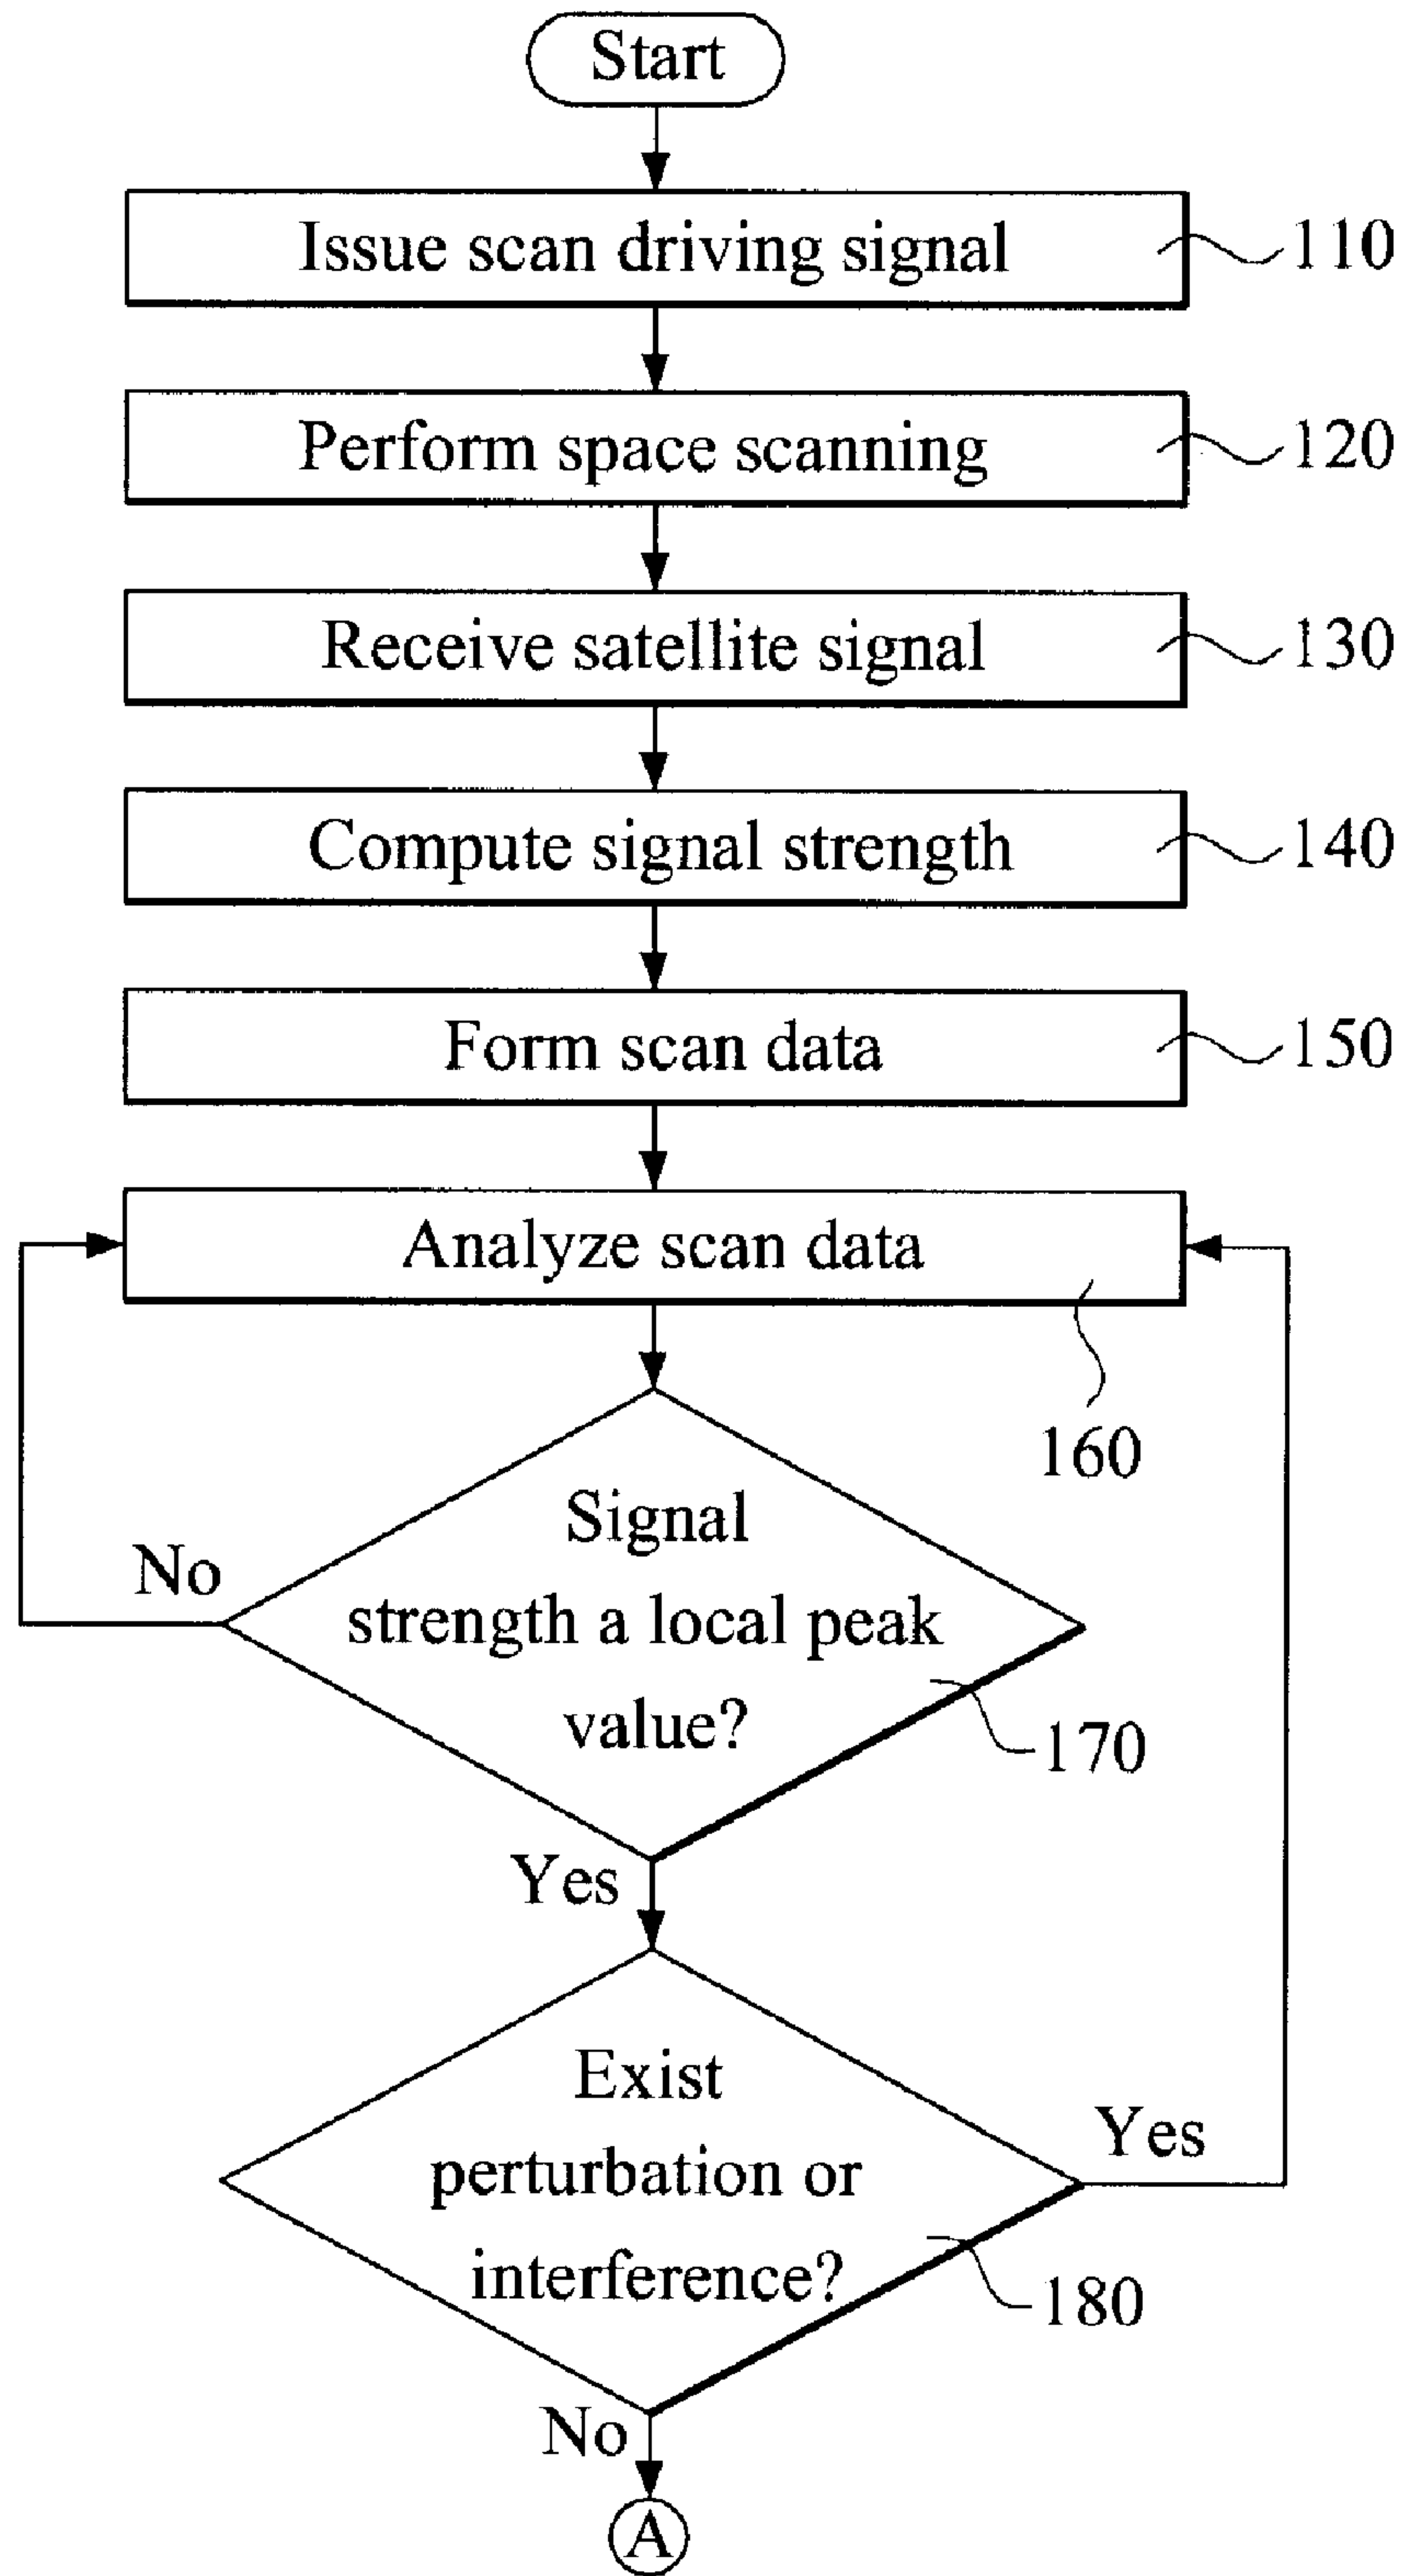 Start
Issue scan driving signal
110
Perform space scanning
120
Receive satellite signal
130
Compute signal strength
140
Form scan data
150
Analyze scan data
160
Signal
strength a local peak
value?
170
No
Yes
Exist
perturbation or
interference?
180
Yes
No
A